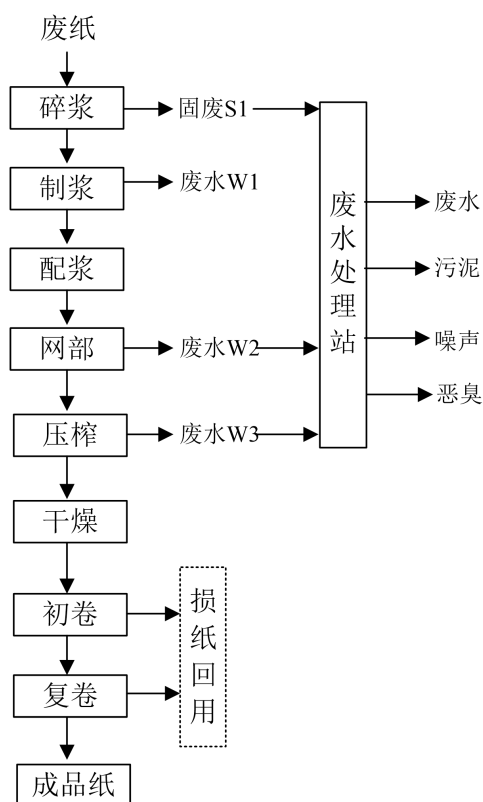 废纸
碎浆
固废S1
制浆
废水W1
配浆
网部
废水W2
压榨
废水W3
干燥
初卷
复卷
成品纸
损纸回用
废水处理站
废水
污泥
噪声
恶臭